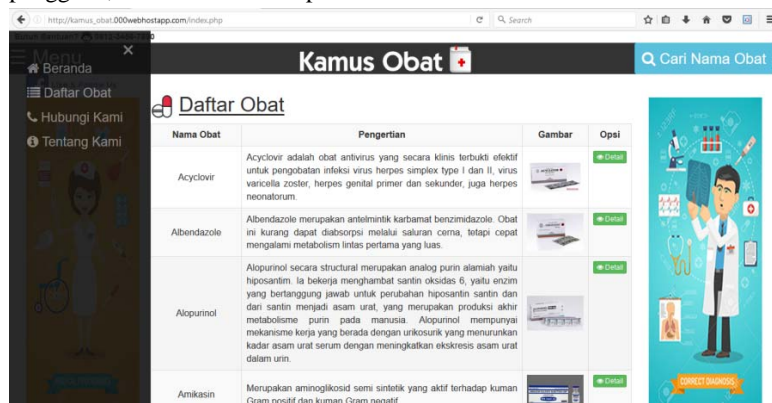 http://kamus_obat.000webhostapp.com/index.php
Search
Menu
Beranda
Daftar Obat
Hubungi Kami
Tentang Kami
Kamus Obat
Cari Nama Obat
Daftar Obat
Nama Obat Pengertian Gambar Opsi
Acyclovir
Acyclovir adalah obat antivirus yang secara klinis terbukti efektif
untuk pengobatan infeksi virus herpes simplex type I dan II, virus
varicella zoster, herpes genital primer dan sekunder, juga herpes
neonatorum.
Detail
Albendazole
Albendazole merupakan antelmintik karbamat benzimidazole. Obat
ini kurang dapat diabsorpsi melalui saluran cerna, tetapi cepat
mengalami metabolism lintas pertama yang luas.
Detail
Alopurinol
Alopurinol secara structural merupakan analog purin alamiah yaitu
hiposantim. Ia bekerja menghambat santin oksidas 6, yaitu enzim
yang bertanggung jawab untuk perubahan hiposantin santin dan
dari santin menjadi asam urat, yang merupakan produksi akhir
metabolisme purin pada manusia. Alopurinol mempunyai
mekanisme kerja yang berada dengan urikosurik yang menurunkan
kadar asam urat serum dengan meningkatkan ekskresis asam urat
dalam urin.
Detail
Amikasin
Merupakan aminoglikosid semi sintetik yang aktif terhadap kuman
Gram positif dan kuman Gram negatif
Detail
CORRECT DIAGNOSIS